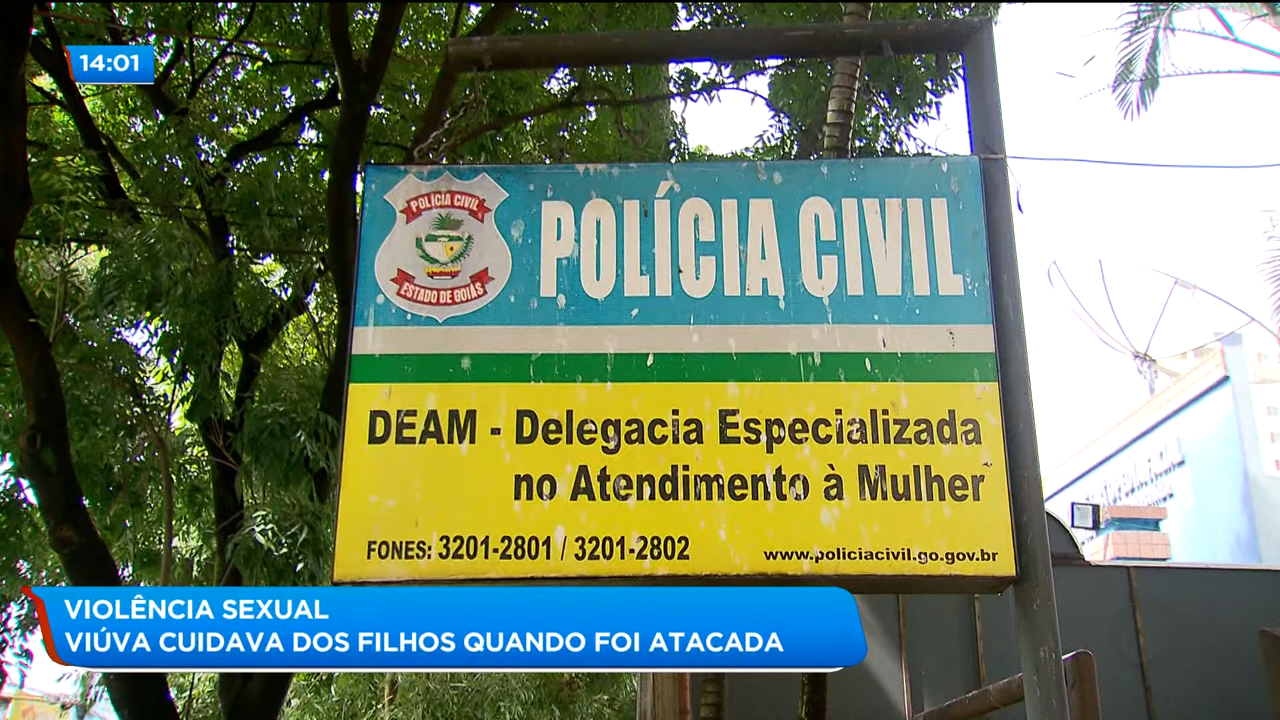 14:01
POLÍCIA CIVIL
ESTADO DE GOIÁS
POLÍCIA CIVIL
DEAM - Delegacia Especializada
no Atendimento à Mulher
FONES: 3201-2801 / 3201-2802
www.policiacivil.go.gov.br
VIOLÊNCIA SEXUAL
VIÚVA CUIDAVA DOS FILHOS QUANDO FOI ATACADA